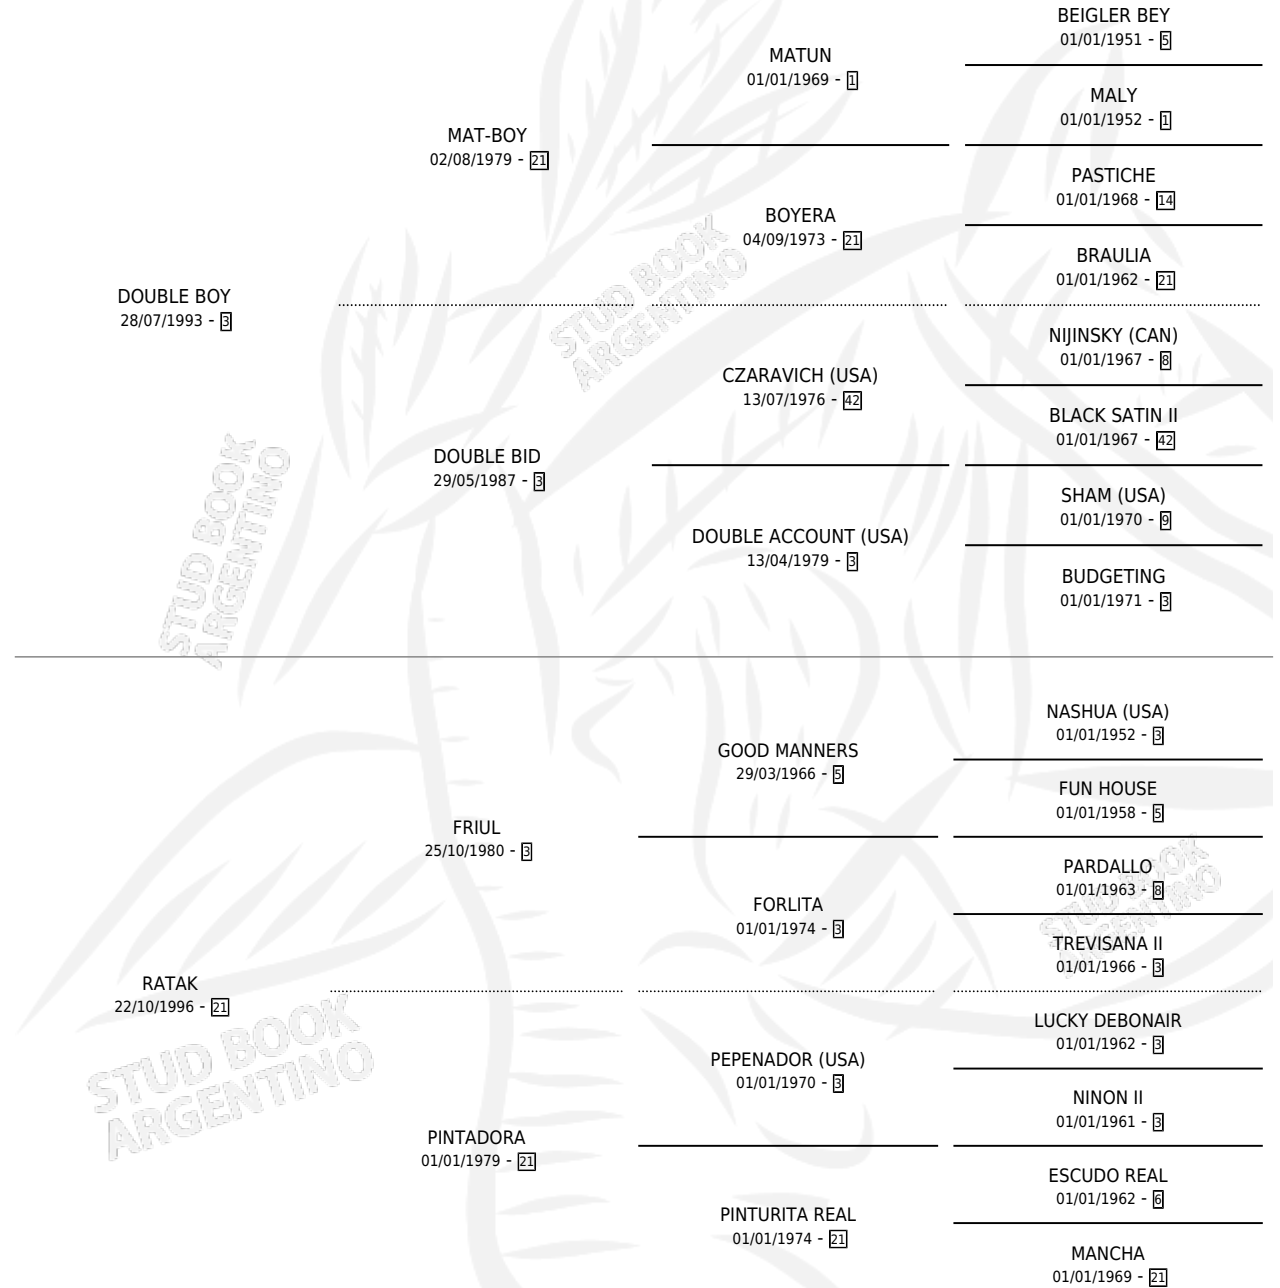 BEIGLER BEY
01/01/1951 - 5
MATUN
01/01/1969 - 1
MALY
01/01/1952 - 1
MAT-BOY
02/08/1979 - 21
PASTICHE
01/01/1968 - 14
BOYERA
04/09/1973 - 21
BRAULIA
01/01/1962 - 21
DOUBLE BOY
28/07/1993 - 3
NIJINSKY (CAN)
01/01/1967 - 8
CZARAVICH (USA)
13/07/1976 - 42
BLACK SATIN II
01/01/1967 - 42
DOUBLE BID
29/05/1987 - 3
SHAM (USA)
01/01/1970 - 9
DOUBLE ACCOUNT (USA)
13/04/1979 - 3
BUDGETING
01/01/1971 - 3
NASHUA (USA)
01/01/1952 - 3
GOOD MANNERS
29/03/1966 - 5
FUN HOUSE
01/01/1958 - 5
FRIUL
25/10/1980 - 3
PARDALLO
01/01/1963 - 8
FORLITA
01/01/1974 - 3
TREVISANA II
01/01/1966 - 3
RATAK
22/10/1996 - 21
LUCKY DEBONAIR
01/01/1962 - 3
PEPENADOR (USA)
01/01/1970 - 3
NINON II
01/01/1961 - 3
PINTADORA
01/01/1979 - 21
ESCUDO REAL
01/01/1962 - 6
PINTURITA REAL
01/01/1974 - 21
MANCHA
01/01/1969 - 21
STUD BOOK
ARGENTINO
STUD BOOK
ARGENTINO
STUD BOOK
ARGENTINO
STUD BOOK
ARGENTINO